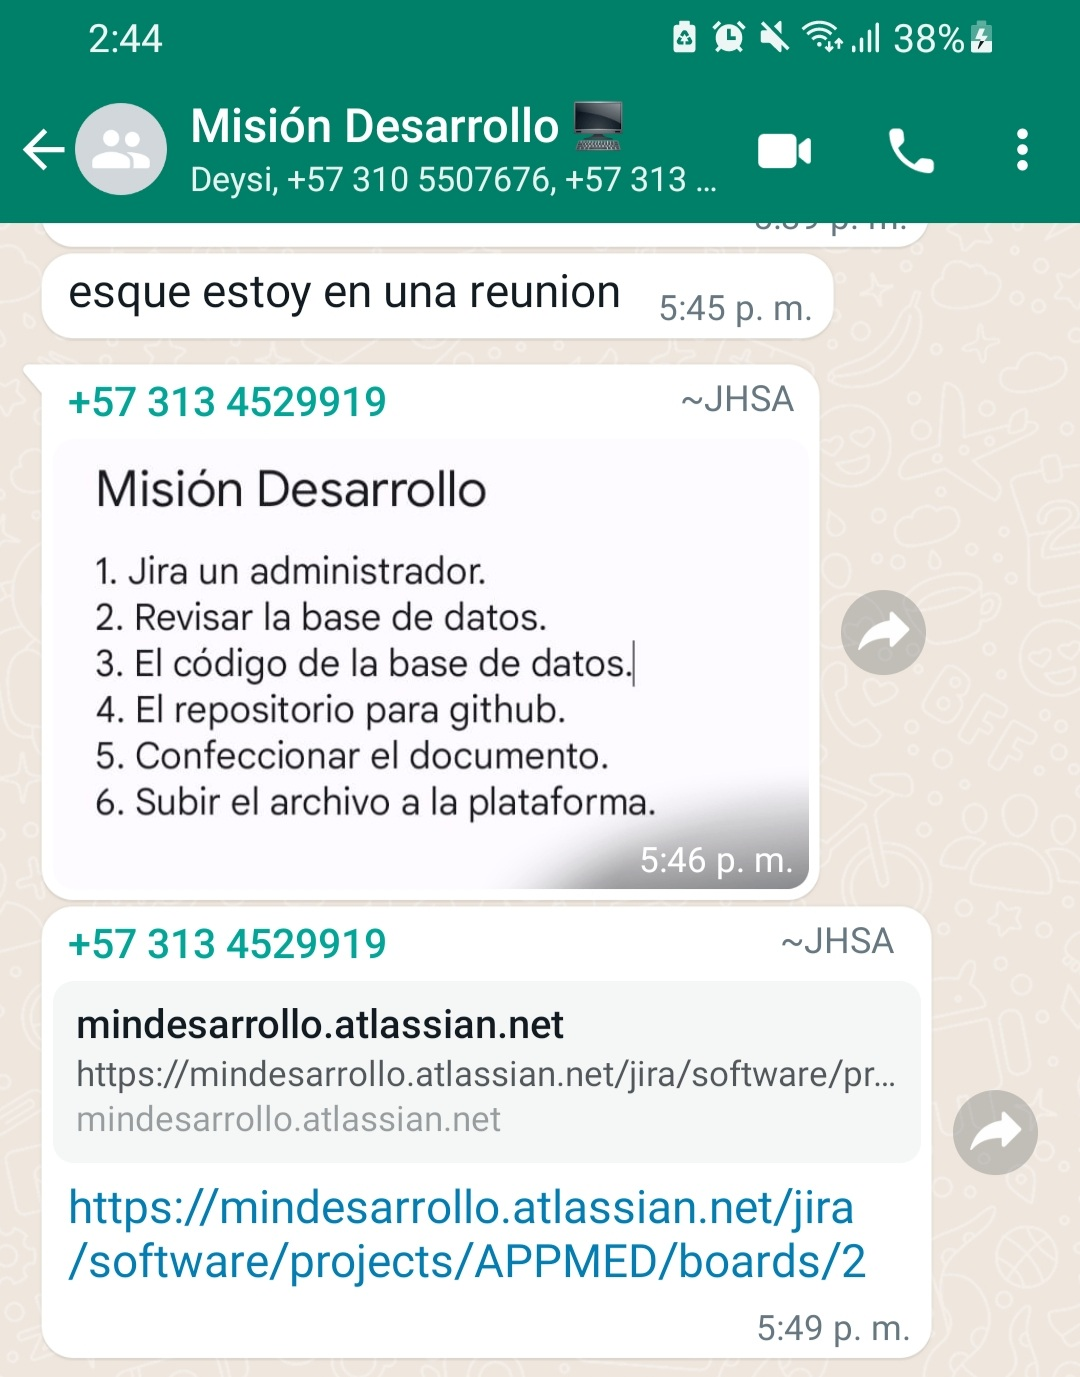 2:44
38%
Misión Desarrollo
Deysi, +57 310 5507676, +57 313 ...
esque estoy en una reunion
5:45 p. m.
+57 313 4529919 ~JHSA
Misión Desarrollo
1. Jira un administrador.
2. Revisar la base de datos.
3. El código de la base de datos.
4. El repositorio para github.
5. Confeccionar el documento.
6. Subir el archivo a la plataforma.
5:46 p. m.
+57 313 4529919 ~JHSA
mindesarrollo.atlassian.net
https://mindesarrollo.atlassian.net/jira/software/pr...
mindesarrollo.atlassian.net
https://mindesarrollo.atlassian.net/jira
/software/projects/APPMED/boards/2
5:49 p. m.